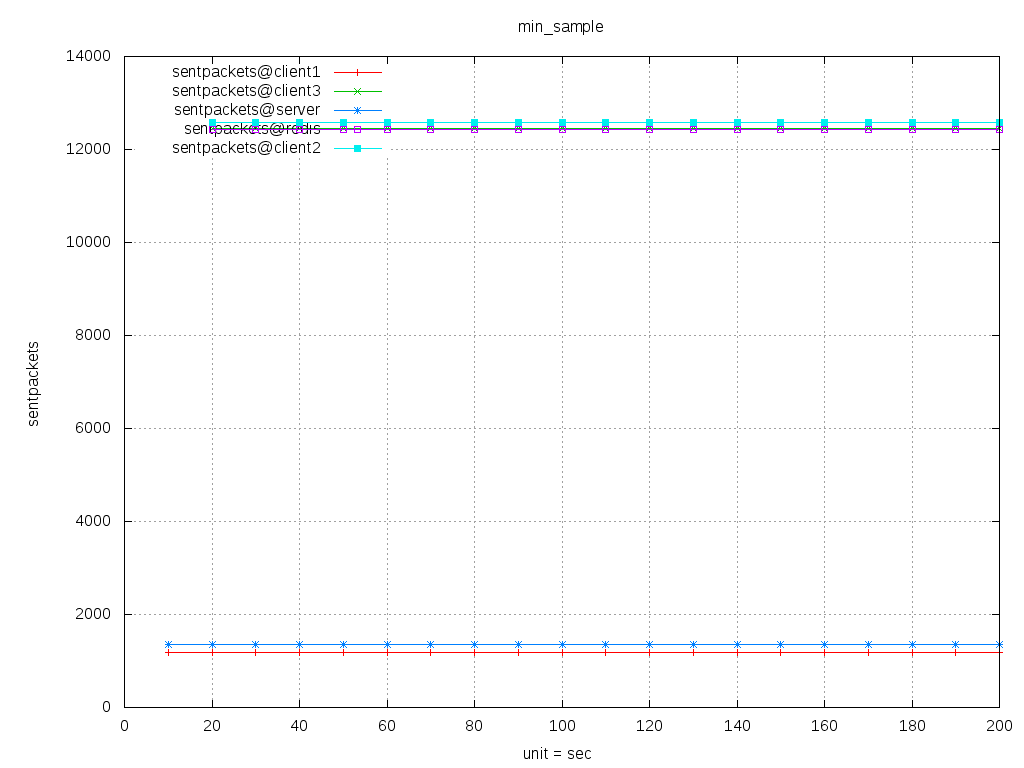 min_sample
14000
12000
10000
8000
6000
4000
2000
0
sentpackets
sentpackets@client1
sentpackets@client3
sentpackets@server
sentpackets@redis
sentpackets@client2
0 20 40 60 80 100 120 140 160 180 200
unit = sec